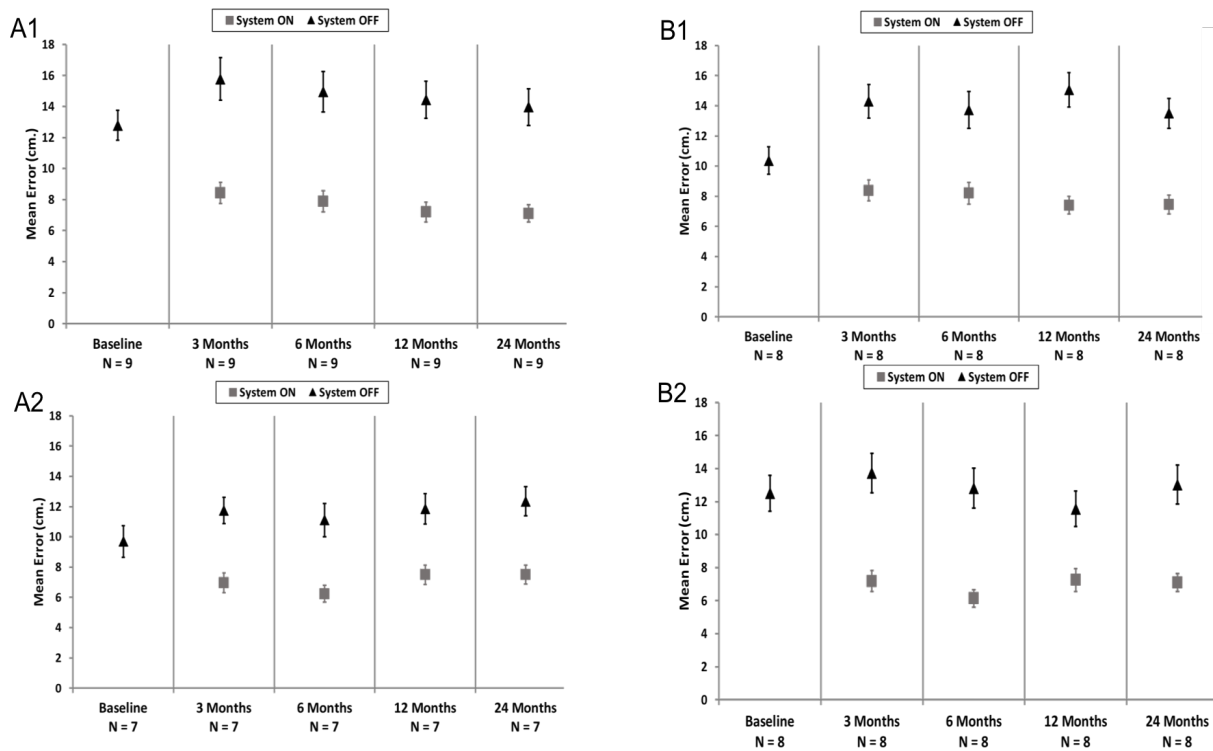 A1
System ON System OFF
Mean Error (cm.)
18
16
14
12
10
8
6
4
2
0
Baseline 3 Months 6 Months 12 Months 24 Months
N = 9 N = 9 N = 9 N = 9 N = 9
B1
System ON System OFF
Mean Error (cm.)
18
16
14
12
10
8
6
4
2
0
Baseline 3 Months 6 Months 12 Months 24 Months
N = 8 N = 8 N = 8 N = 8 N = 8
A2
System ON System OFF
Mean Error (cm.)
18
16
14
12
10
8
6
4
2
0
Baseline 3 Months 6 Months 12 Months 24 Months
N = 7 N = 7 N = 7 N = 7 N = 7
B2
System ON System OFF
Mean Error (cm.)
18
16
14
12
10
8
6
4
2
0
Baseline 3 Months 6 Months 12 Months 24 Months
N = 8 N = 8 N = 8 N = 8 N = 8